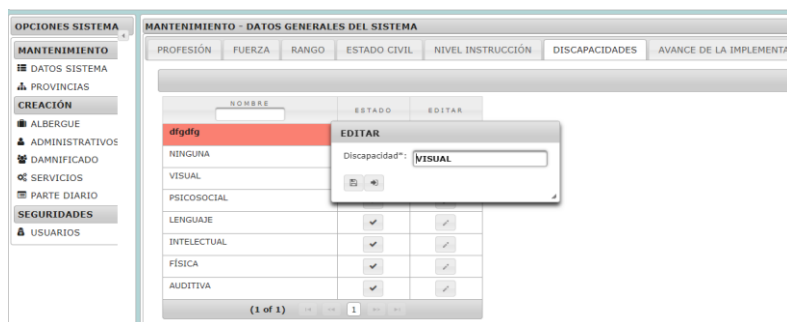 OPCIONES SISTEMA
MANTENIMIENTO
DATOS SISTEMA
PROVINCIAS
CREACIÓN
ALBERGUE
ADMINISTRATIVOS
DAMNIFICADO
SERVICIOS
PARTE DIARIO
SEGURIDADES
USUARIOS
MANTENIMIENTO - DATOS GENERALES DEL SISTEMA
PROFESIÓN FUERZA RANGO ESTADO CIVIL NIVEL INSTRUCCIÓN DISCAPACIDADES AVANCE DE LA IMPLEMENTA
NOMBRE ESTADO EDITAR
dfgdfg
NINGUNA
VISUAL
PSICOSOCIAL
LENGUAJE
INTELECTUAL
FÍSICA
AUDITIVA
(1 of 1) 1
EDITAR
Discapacidad*: VISUAL